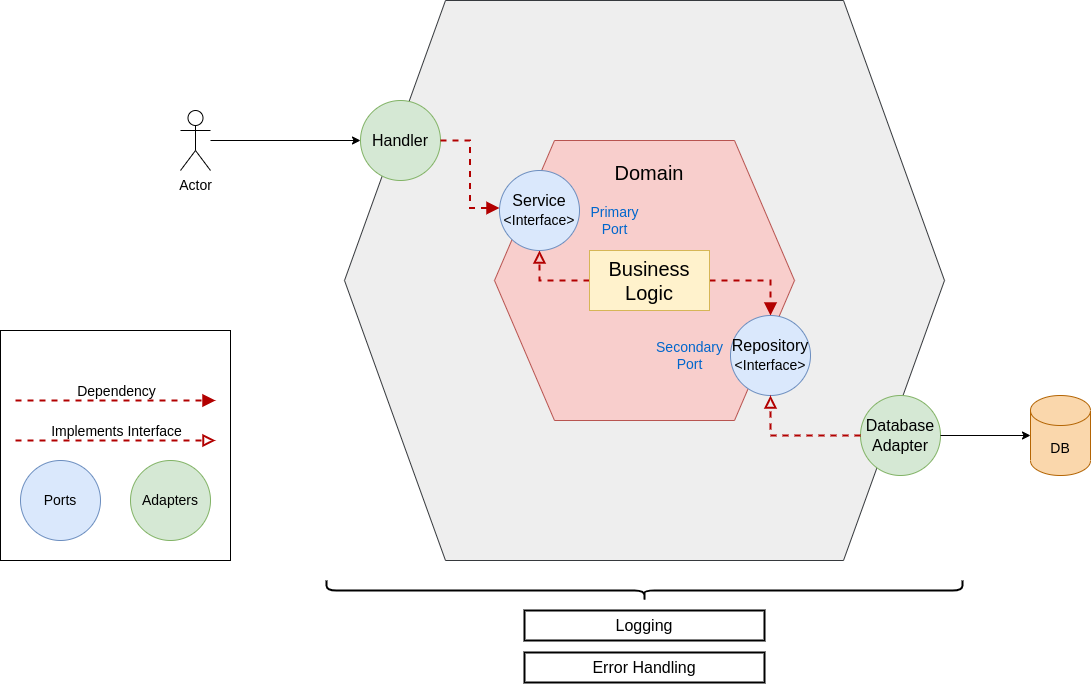 Handler
Actor
Domain
Service
<Interface>
Primary
Port
Business
Logic
Secondary
Port
Repository
<Interface>
Database
Adapter
DB
Dependency
Implements Interface
Ports
Adapters
Logging
Error Handling